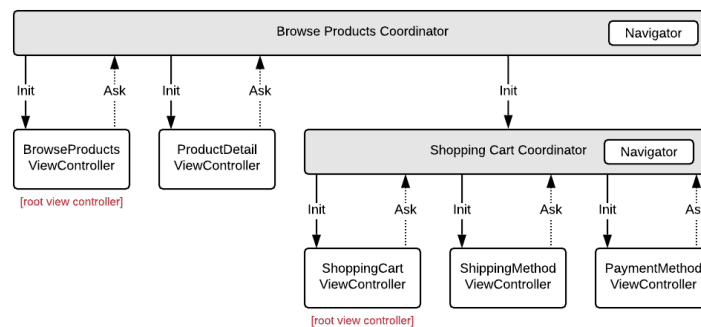 Browse Products Coordinator
Navigator
Init
Ask
Init
Ask
Init
BrowseProducts
ViewController
ProductDetail
ViewController
Shopping Cart Coordinator
Navigator
[root view controller]
Init
Ask
Init
Ask
Init
ShoppingCart
ViewController
ShippingMethod
ViewController
PaymentMethod
ViewController
[root view controller]